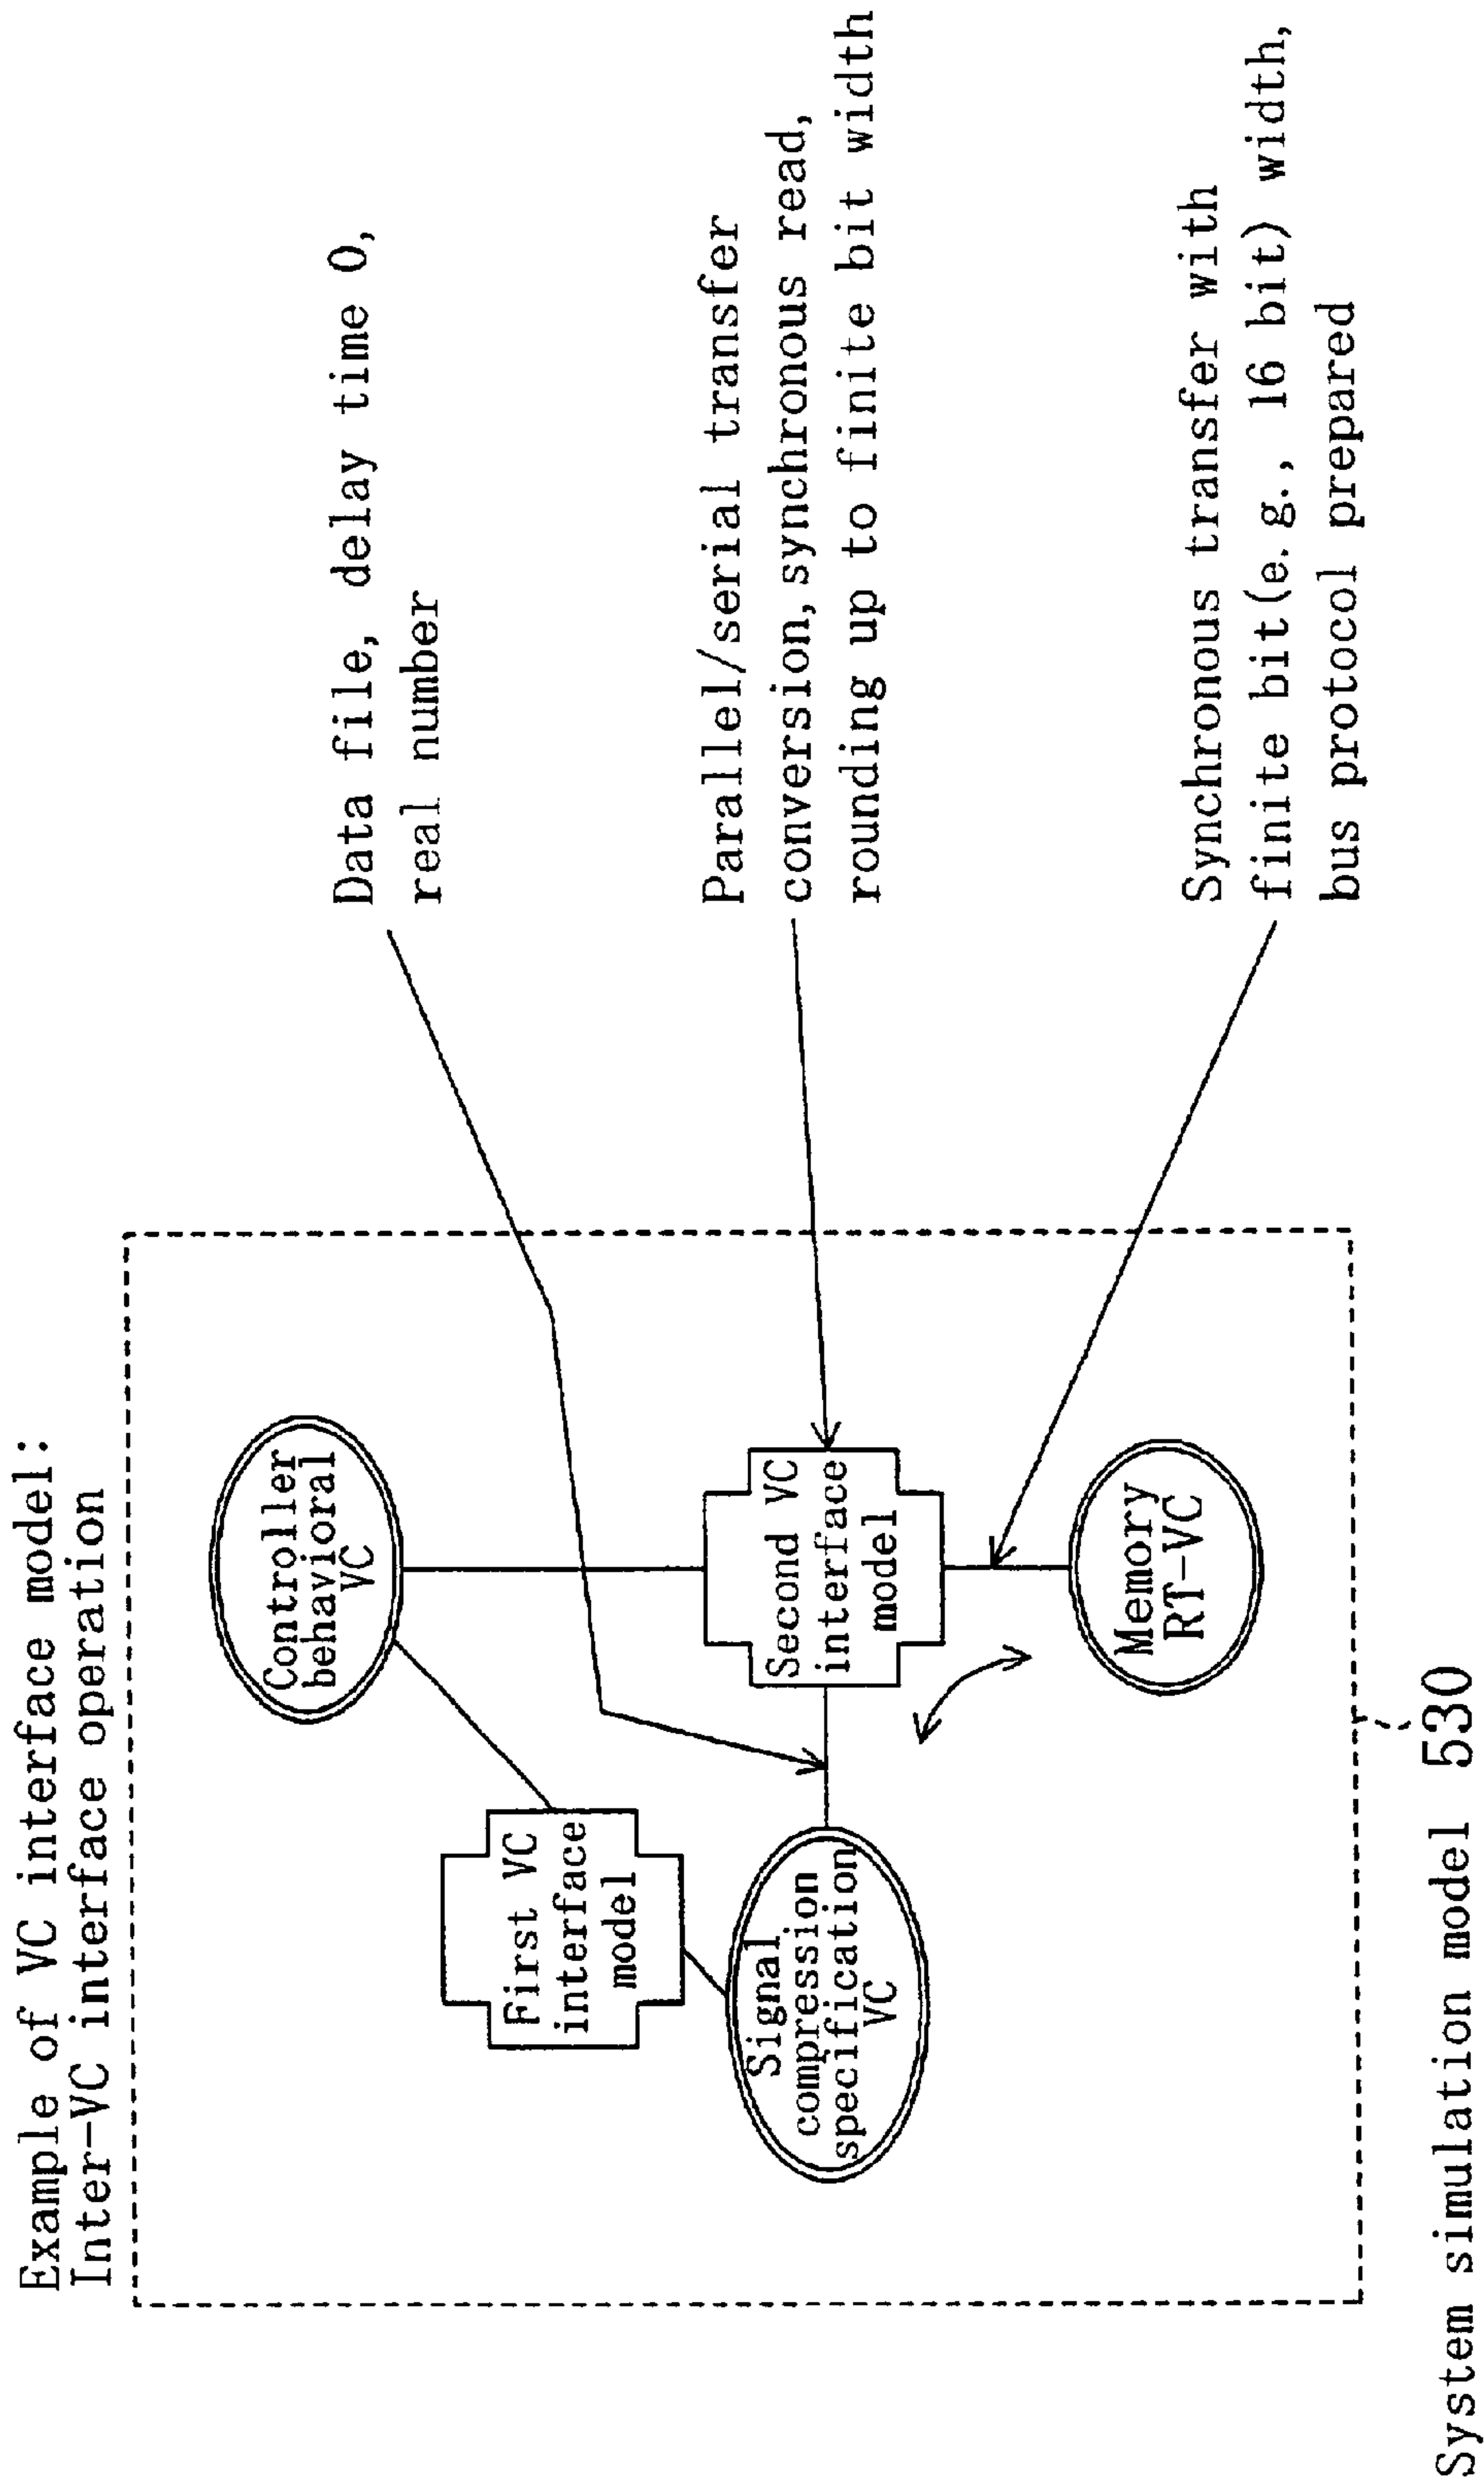 Example of VC interface model:
Inter-VC interface operation
Controller
behavioral
VC
First VC
interface
model
Signal
compression
specification
VC
Second VC
interface
model
Memory
RT-VC
Data file, delay time 0,
real number
Parallel/serial transfer
conversion, synchronous read,
rounding up to finite bit width
Synchronous transfer with
finite bit(e.g., 16 bit) width,
bus protocol prepared
System simulation model 530